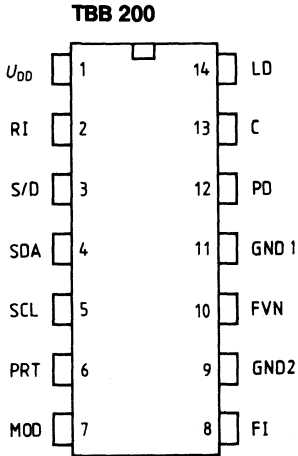 TBB 200
U_DD 1 14 LD
RI 2 13 C
S/D 3 12 PD
SDA 4 11 GND 1
SCL 5 10 FVN
PRT 6 9 GND2
MOD 7 8 FI